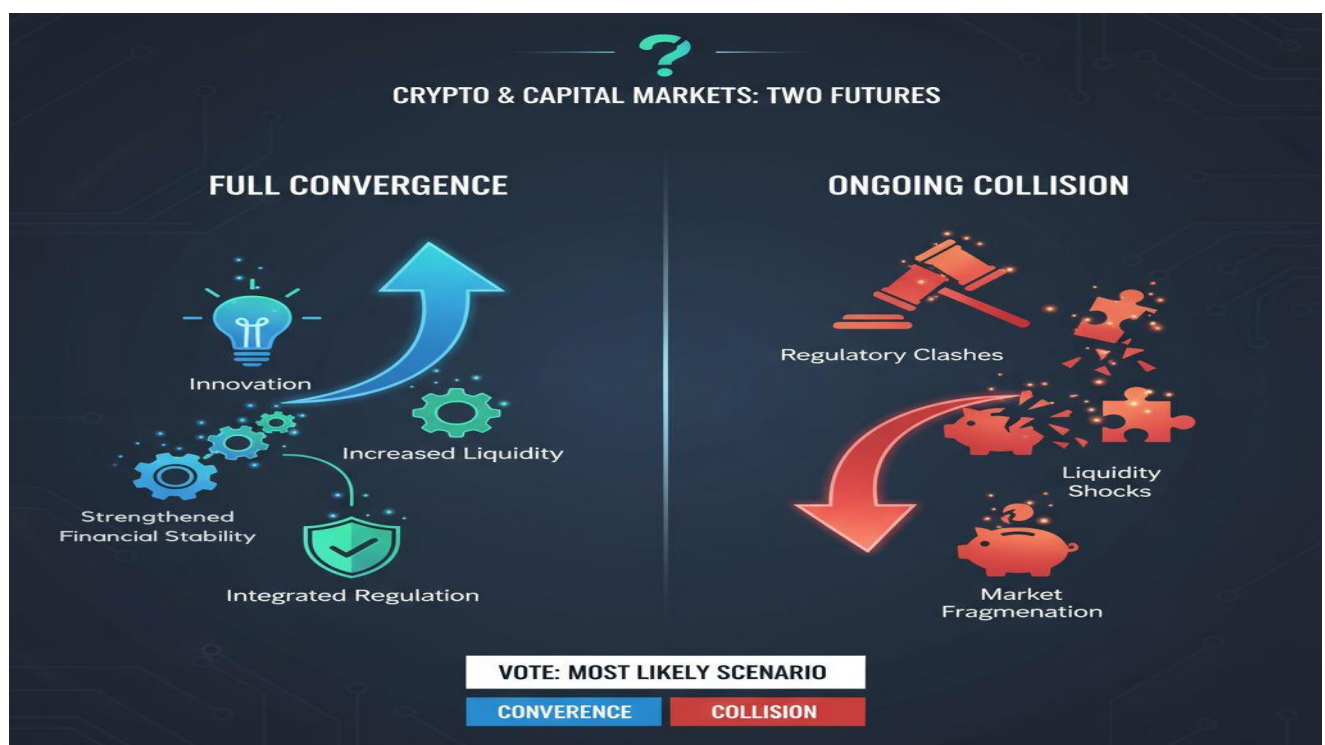 ?
CRYPTO & CAPITAL MARKETS: TWO FUTURES
FULL CONVERGENCE
Innovation
Increased Liquidity
Strengthened
Financial Stability
Integrated Regulation
ONGOING COLLISION
Regulatory Clashes
Liquidity
Shocks
Market
Fragmenation
VOTE: MOST LIKELY SCENARIO
CONVERENCE
COLLISION